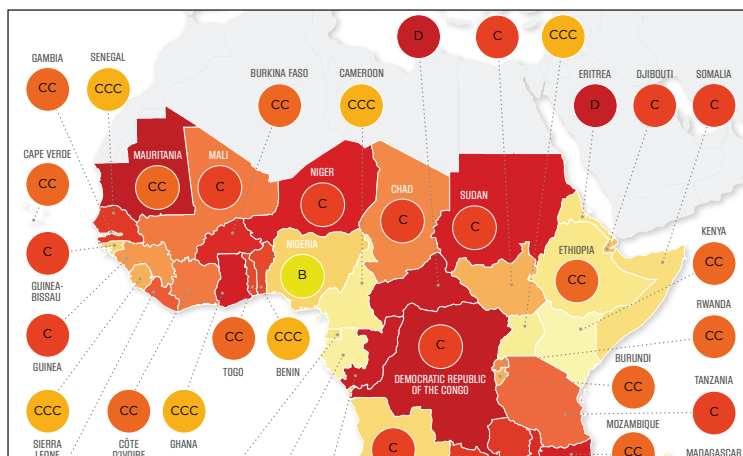 D
C
CCC
GAMBIA
SENEGAL
BURKINA FASO
CAMEROON
ERITREA
DJIBOUTI
SOMALIA
CC
CCC
CC
CCC
D
C
C
CAPE VERDE
CC
MAURITANIA
CC
MALI
C
NIGER
C
CHAD
C
SUDAN
C
NIGERIA
B
ETHIOPIA
CC
KENYA
CC
C
GUINEA-
BISSAU
RWANDA
CC
C
GUINEA
CC
TOGO
CCC
BENIN
C
DEMOCRATIC REPUBLIC
OF THE CONGO
BURUNDI
CC
TANZANIA
C
CCC
SIERRA
LEONE
CC
CÔTE
D'IVOIRE
CCC
GHANA
C
MOZAMBIQUE
CC
MADAGASCAR